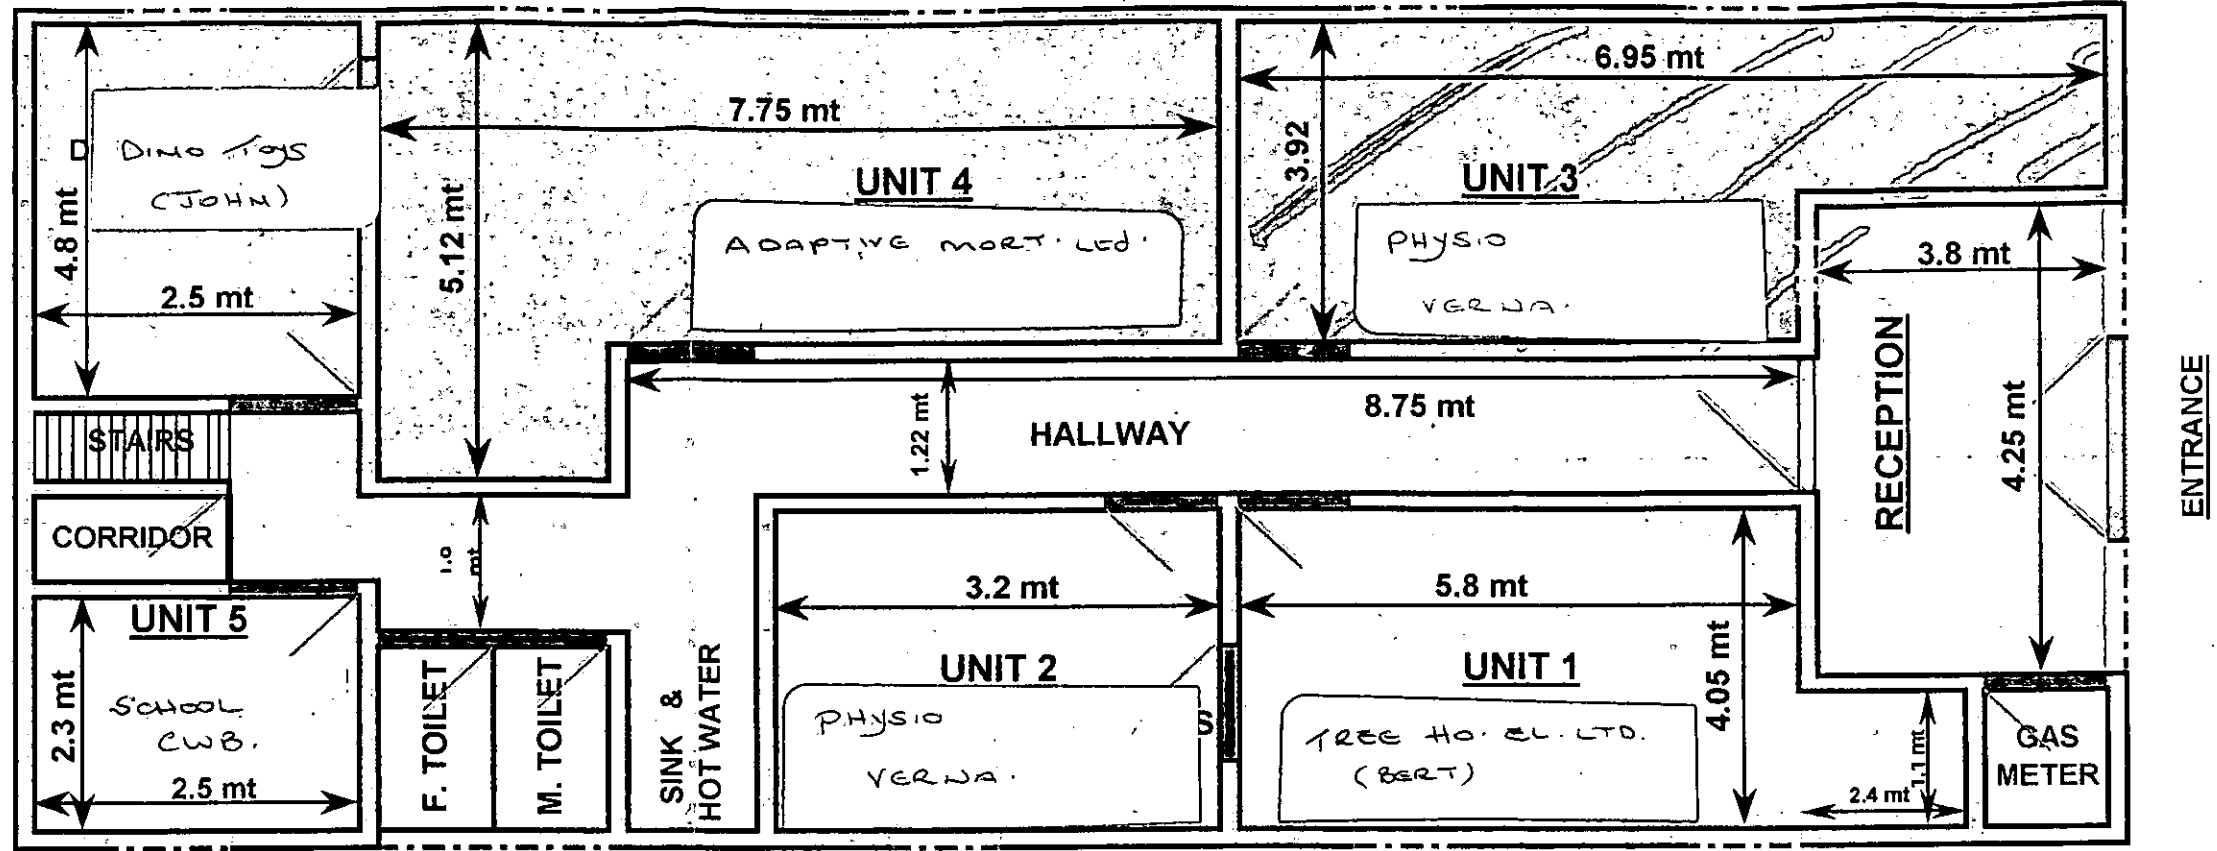 4.8 mt
D
DINO TOYS
(JOHN)
2.5 mt
5.12 mt
7.75 mt
UNIT 4
ADAPTIVE MORT. LTD.
3.92
6.95 mt
UNIT 3
PHYSIO
VERNA.
3.8 mt
RECEPTION
4.25 mt
ENTRANCE
STAIRS
CORRIDOR
HALLWAY
1.22 mt
8.75 mt
mt
UNIT 5
2.3 mt
SCHOOL
CWB.
2.5 mt
F. TOILET
M. TOILET
SINK &
HOT WATER
3.2 mt
UNIT 2
PHYSIO
VERNA.
S
5.8 mt
UNIT 1
4.05 mt
TREE HO. EL. LTD.
(BERT)
2.4 mt
1.1 mt
GAS
METER